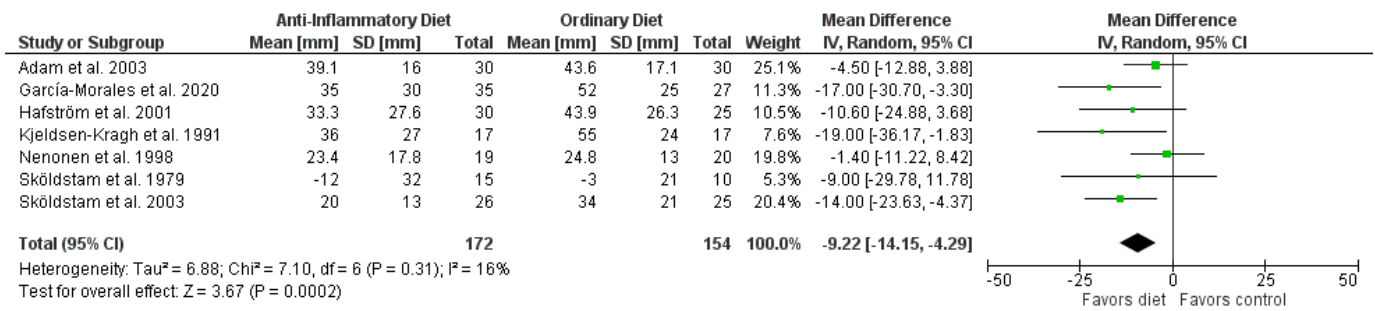 Anti-Inflammatory Diet Ordinary Diet Mean Difference Mean Difference
Study or Subgroup Mean [mm] SD [mm] Total Mean [mm] SD [mm] Total Weight IV, Random, 95% CI IV, Random, 95% CI
Adam et al. 2003 39.1 16 30 43.6 17.1 30 25.1% -4.50 [-12.88, 3.88]
García-Morales et al. 2020 35 30 35 52 25 27 11.3% -17.00 [-30.70, -3.30]
Hafström et al. 2001 33.3 27.6 30 43.9 26.3 25 10.5% -10.60 [-24.88, 3.68]
Kjeldsen-Kragh et al. 1991 36 27 17 55 24 17 7.6% -19.00 [-36.17, -1.83]
Nenonen et al. 1998 23.4 17.8 19 24.8 13 20 19.8% -1.40 [-11.22, 8.42]
Sköldstam et al. 1979 -12 32 15 -3 21 10 5.3% -9.00 [-29.78, 11.78]
Sköldstam et al. 2003 20 13 26 34 21 25 20.4% -14.00 [-23.63, -4.37]
Total (95% CI) 172 154 100.0% -9.22 [-14.15, -4.29]
Heterogeneity: Tau² = 6.88; Chi² = 7.10, df = 6 (P = 0.31); I² = 16%
Test for overall effect: Z = 3.67 (P = 0.0002)
-50 -25 0 25 50
Favors diet Favors control